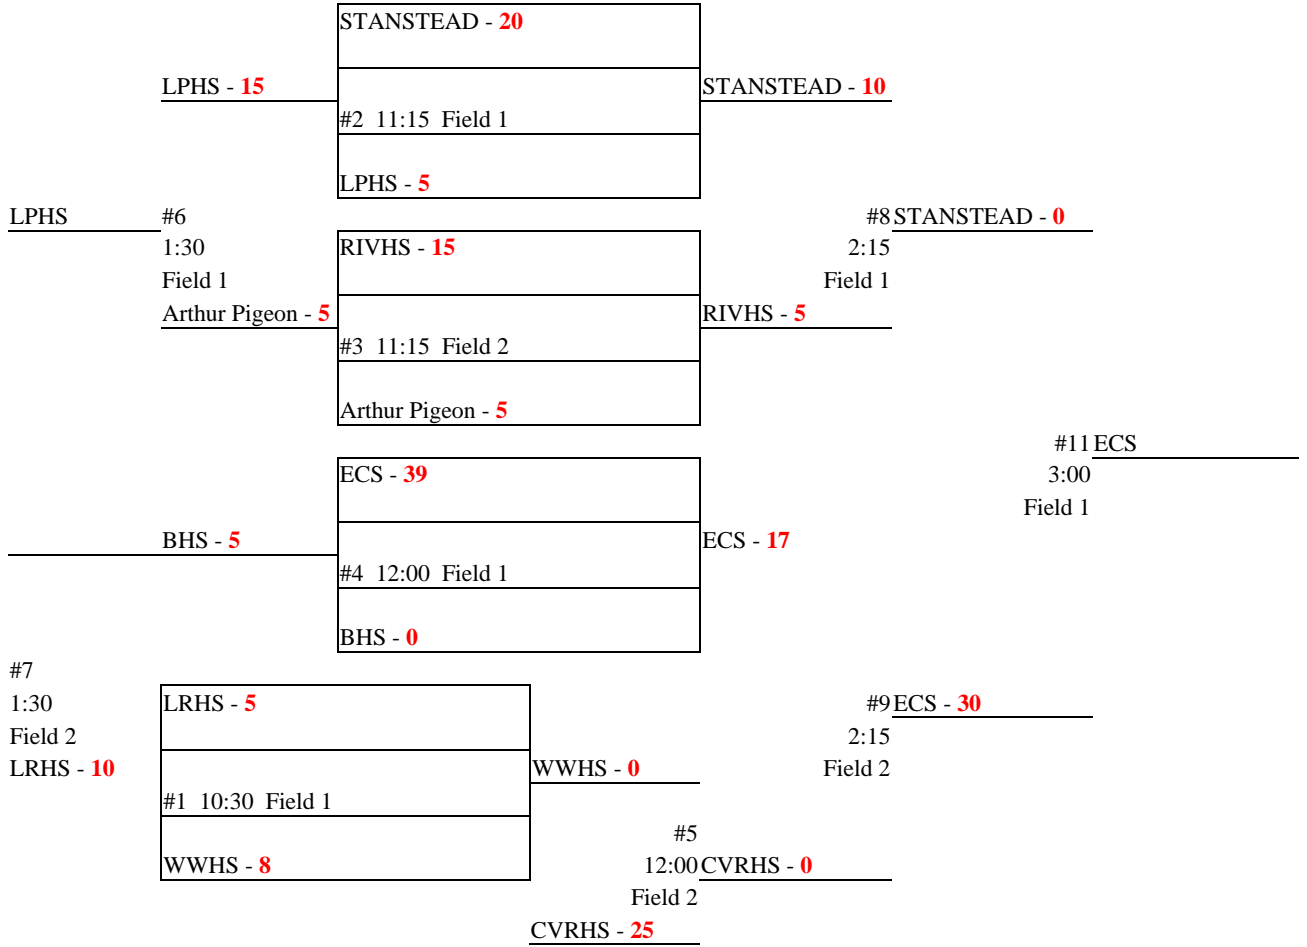 STANSTEAD - 20
LPHS - 15
STANSTEAD - 10
#2  11:15  Field 1
LPHS - 5
LPHS
#6
#8 STANSTEAD - 0
1:30
RIVHS - 15
2:15
Field 1
Field 1
Arthur Pigeon - 5
RIVHS - 5
#3  11:15  Field 2
Arthur Pigeon - 5
#11 ECS
ECS - 39
3:00
Field 1
BHS - 5
ECS - 17
#4  12:00  Field 1
BHS - 0
#7
1:30
LRHS - 5
#9 ECS - 30
Field 2
2:15
LRHS - 10
WWHS - 0
Field 2
#1  10:30  Field 1
#5
WWHS - 8
12:00 CVRHS - 0
Field 2
CVRHS - 25